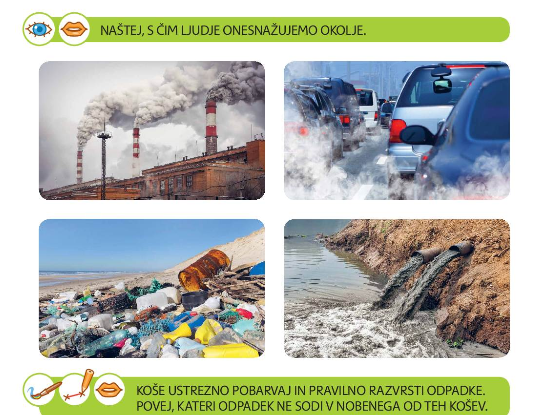 NAŠTEJ, S ČIM LJUDJE ONESNAŽUJEMO OKOLJE.
KOŠE USTREZNO POBARVAJ IN PRAVILNO RAZVRSTI ODPADKE.
POVEJ, KATERI ODPADEK NE SODI V NOBENEGA OD TEH KOŠEV.